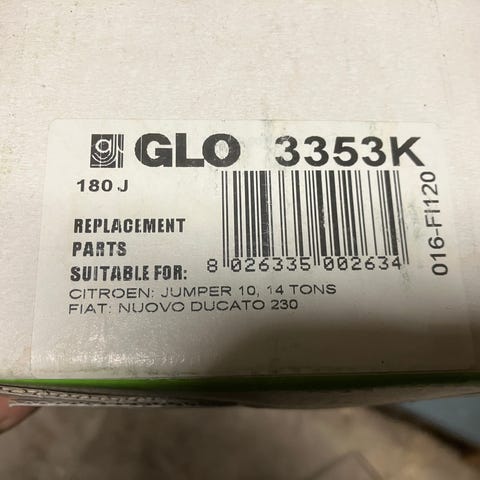 GLO 3353K
180 J
REPLACEMENT
PARTS
SUITABLE FOR:
8 026335 002634
016-FI120
CITROEN: JUMPER 10, 14 TONS
FIAT: NUOVO DUCATO 230